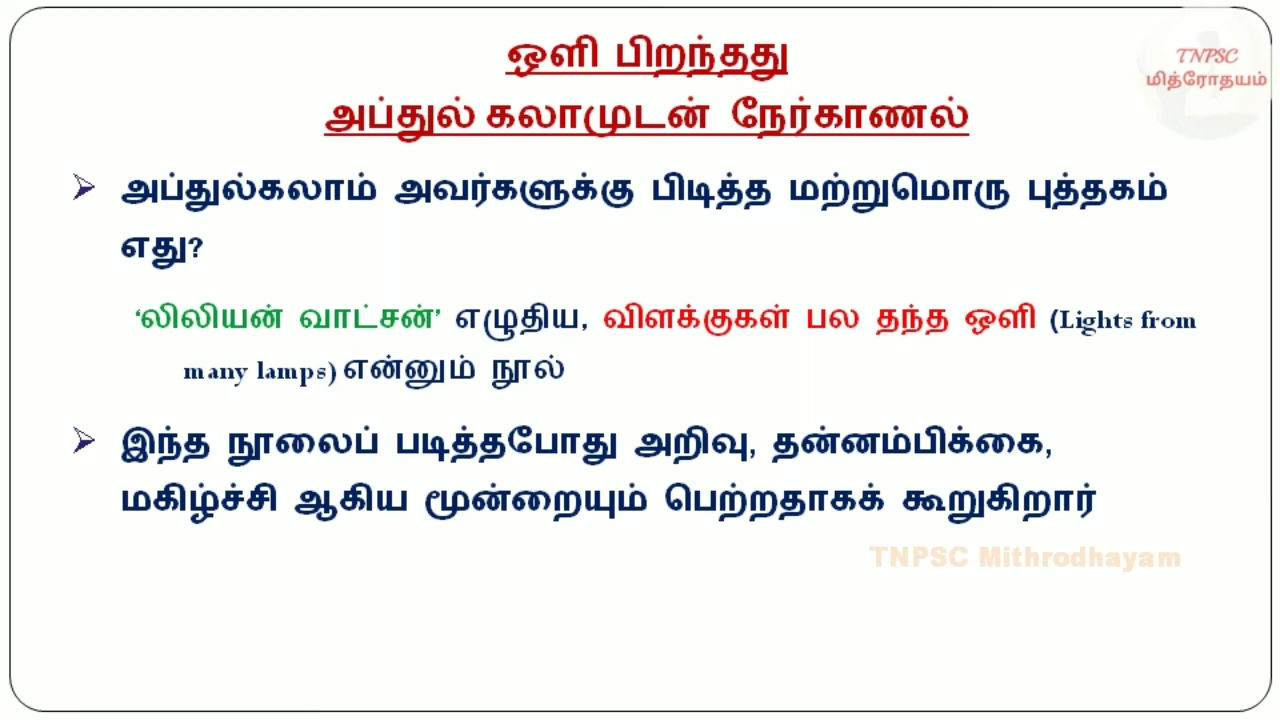 ஒளி பிறந்தது
TNPSC
மித்ரோதயம்
அப்துல் கலாமுடன் நேர்காணல்
➢ அப்துல்கலாம் அவர்களுக்கு பிடித்த மற்றுமொரு புத்தகம்
எது?
‘லிலியன் வாட்சன்’ எழுதிய, விளக்குகள் பல தந்த ஒளி (Lights from
many lamps) என்னும் நூல்
➢ இந்த நூலைப் படித்தபோது அறிவு, தன்னம்பிக்கை,
மகிழ்ச்சி ஆகிய மூன்றையும் பெற்றதாகக் கூறுகிறார்
TNPSC Mithrodhayam